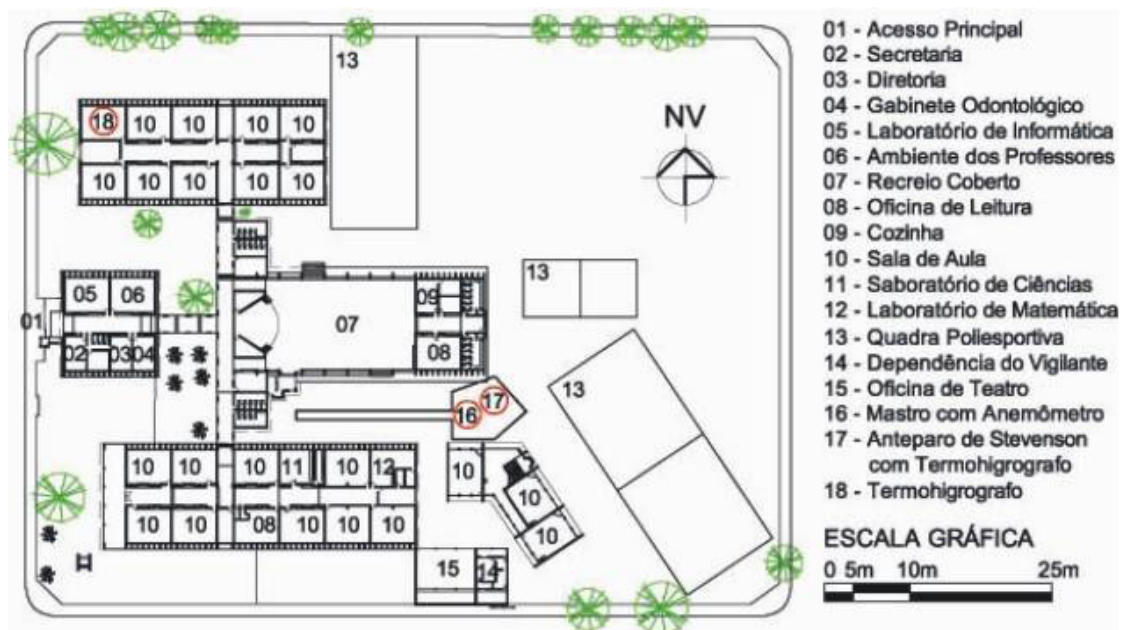 13
NV
18 10 10 10 10
10 10 10 10 10
13
05 06 09
01 07
02 03 04 08
13
16 17
10 10 10 11 10 12 10
10
10 10 08 10 10 10 10
15 14
01 - Acesso Principal
02 - Secretaria
03 - Diretoria
04 - Gabinete Odontológico
05 - Laboratório de Informática
06 - Ambiente dos Professores
07 - Recreio Coberto
08 - Oficina de Leitura
09 - Cozinha
10 - Sala de Aula
11 - Saboratório de Ciências
12 - Laboratório de Matemática
13 - Quadra Poliesportiva
14 - Dependência do Vigilante
15 - Oficina de Teatro
16 - Mastro com Anemômetro
17 - Anteparo de Stevenson
com Termohigrografo
18 - Termohigrografo
ESCALA GRÁFICA
0 5m 10m 25m